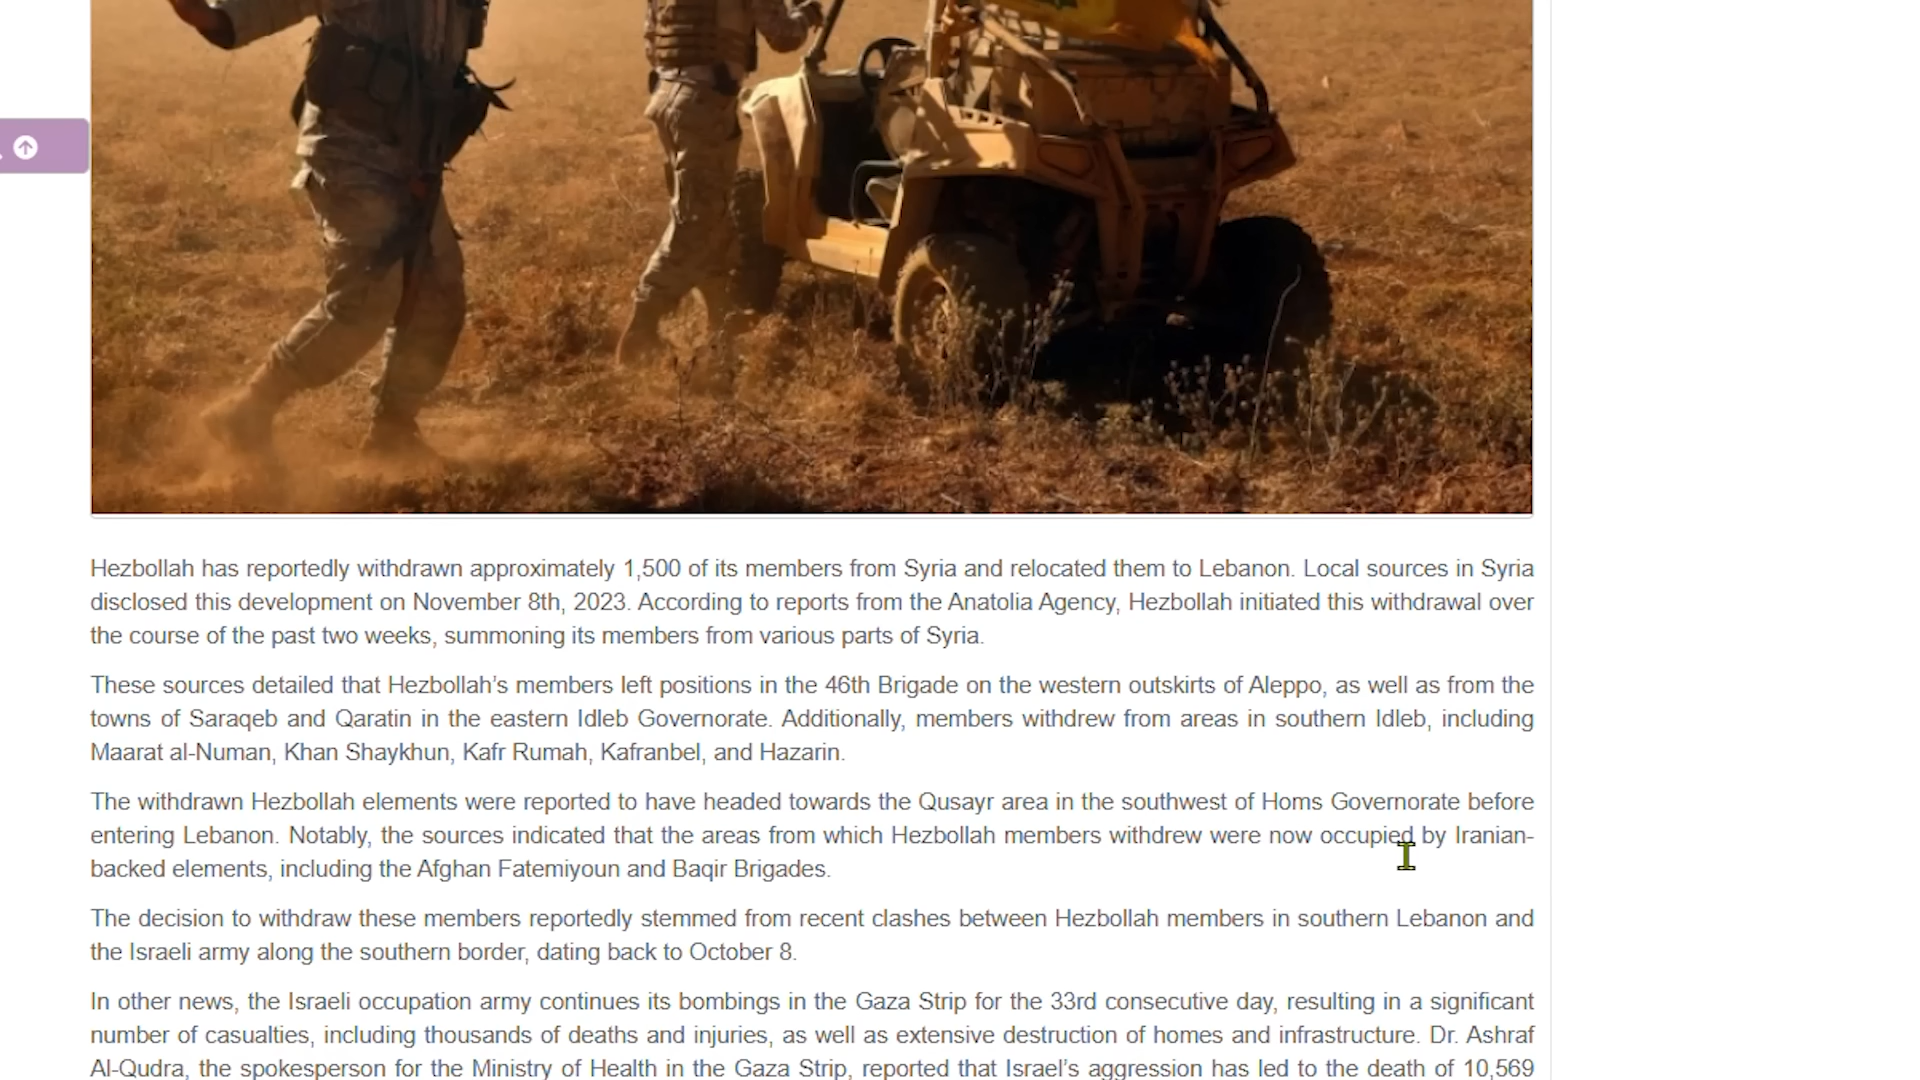 Hezbollah has reportedly withdrawn approximately 1,500 of its members from Syria and relocated them to Lebanon. Local sources in Syria
disclosed this development on November 8th, 2023. According to reports from the Anatolia Agency, Hezbollah initiated this withdrawal over
the course of the past two weeks, summoning its members from various parts of Syria.
These sources detailed that Hezbollah’s members left positions in the 46th Brigade on the western outskirts of Aleppo, as well as from the
towns of Saraqeb and Qaratin in the eastern Idleb Governorate. Additionally, members withdrew from areas in southern Idleb, including
Maarat al-Numan, Khan Shaykhun, Kafr Rumah, Kafranbel, and Hazarin.
The withdrawn Hezbollah elements were reported to have headed towards the Qusayr area in the southwest of Homs Governorate before
entering Lebanon. Notably, the sources indicated that the areas from which Hezbollah members withdrew were now occupied by Iranian-
backed elements, including the Afghan Fatemiyoun and Baqir Brigades.
The decision to withdraw these members reportedly stemmed from recent clashes between Hezbollah members in southern Lebanon and
the Israeli army along the southern border, dating back to October 8.
In other news, the Israeli occupation army continues its bombings in the Gaza Strip for the 33rd consecutive day, resulting in a significant
number of casualties, including thousands of deaths and injuries, as well as extensive destruction of homes and infrastructure. Dr. Ashraf
Al-Qudra, the spokesperson for the Ministry of Health in the Gaza Strip, reported that Israel’s aggression has led to the death of 10,569